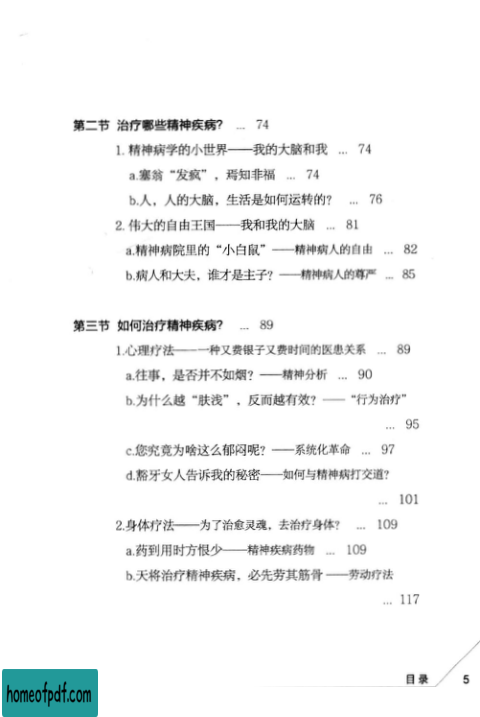 第二节 治疗哪些精神疾病? … 74
1. 精神病学的小世界——我的大脑和我 … 74
a.塞翁“发疯”，焉知非福 … 74
b.人，人的大脑，生活是如何运转的? … 76
2. 伟大的自由王国——我和我的大脑 … 81
a.精神病院里的“小白鼠”——精神病人的自由 … 82
b.病人和大夫，谁才是主子? ——精神病人的尊严 … 85
第三节 如何治疗精神疾病? … 89
1.心理疗法——一种又费银子又费时间的医患关系 … 89
a.往事，是否并不如烟? ——精神分析 … 90
b.为什么越“肤浅”，反而越有效? ——“行为治疗”
… 95
c.您究竟为啥这么郁闷呢? ——系统化革命 … 97
d.豁牙女人告诉我的秘密——如何与精神病打交道?
… 101
2.身体疗法——为了治愈灵魂，去治疗身体? … 109
a.药到用时方恨少——精神疾病药物 … 109
b.天将治疗精神疾病，必先劳其筋骨——劳动疗法
… 117
目录 5
homeofpdf.com